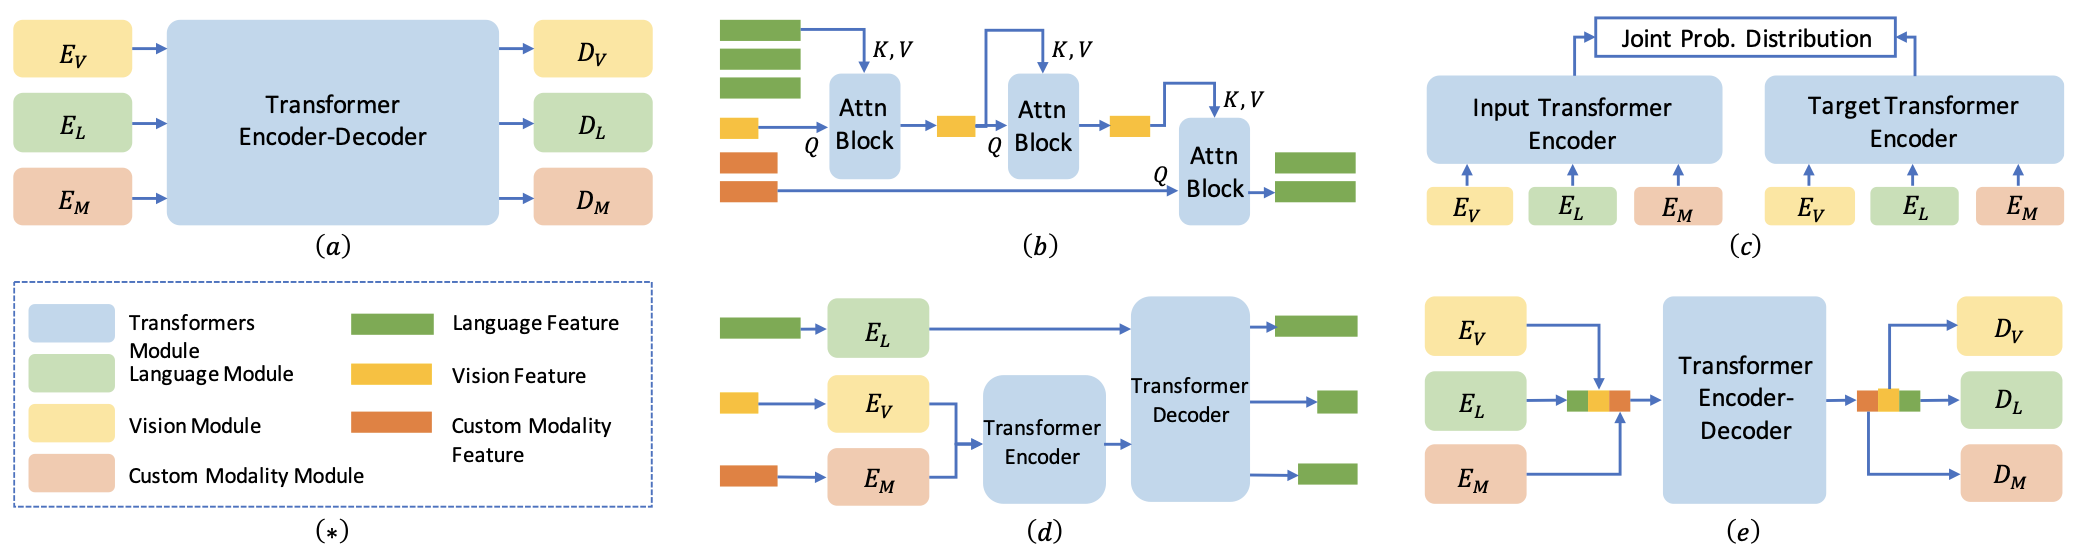 E_V
E_L
E_M
Transformer
Encoder-Decoder
D_V
D_L
D_M
(a)
K, V
K, V
K, V
Attn
Block
Attn
Block
Attn
Block
Q
Q
Q
(b)
Joint Prob. Distribution
Input Transformer
Encoder
Target Transformer
Encoder
E_V
E_L
E_M
E_V
E_L
E_M
(c)
Transformers
Module
Language Module
Vision Module
Custom Modality Module
Language Feature
Vision Feature
Custom Modality
Feature
(*)
E_L
E_V
E_M
Transformer
Encoder
Transformer
Decoder
(d)
E_V
E_L
E_M
Transformer
Encoder-
Decoder
D_V
D_L
D_M
(e)